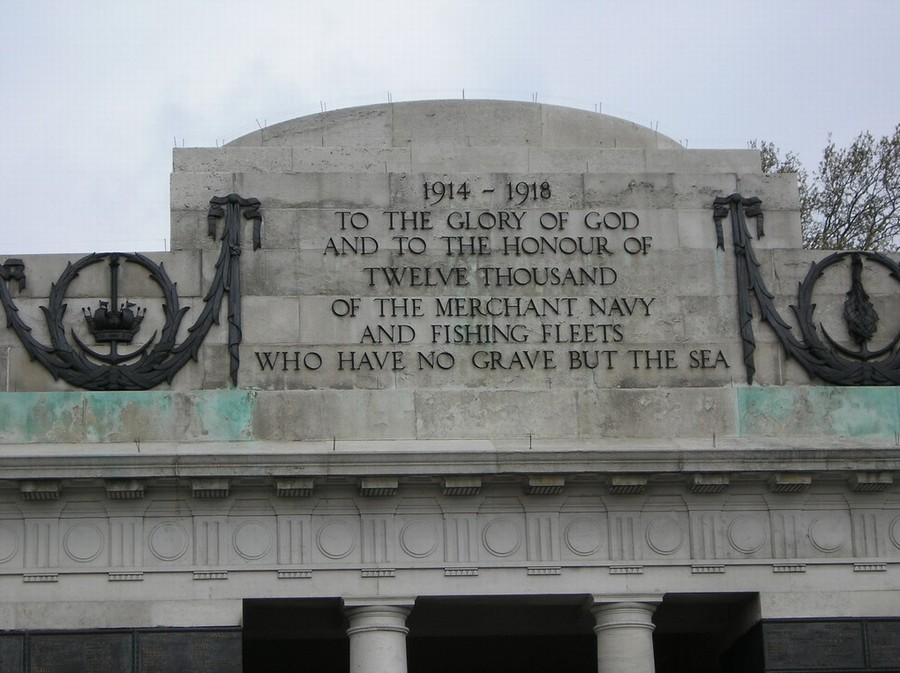 1914 - 1918
TO THE GLORY OF GOD
AND TO THE HONOUR OF
TWELVE THOUSAND
OF THE MERCHANT NAVY
AND FISHING FLEETS
WHO HAVE NO GRAVE BUT THE SEA